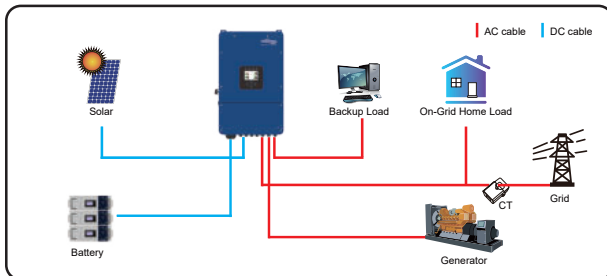 AC cable
DC cable
Solar
Backup Load
On-Grid Home Load
CT
Grid
Battery
Generator